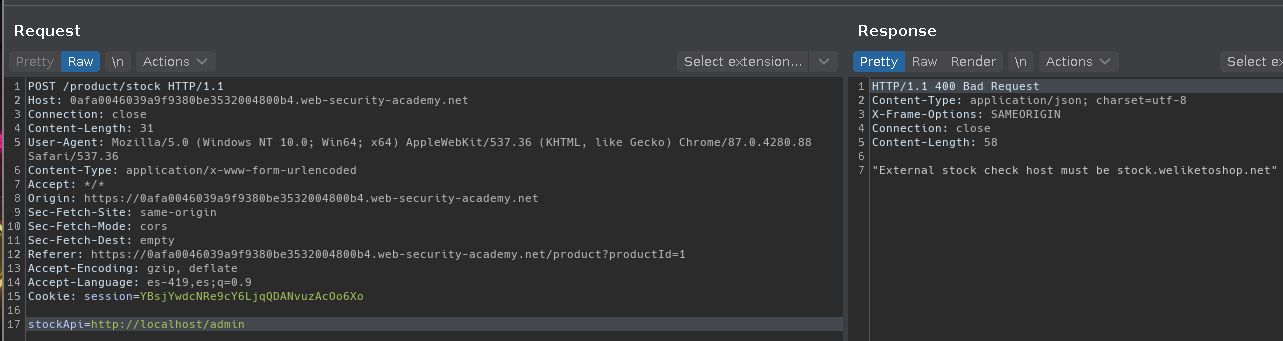 Request
Pretty Raw \n Actions
Select extension...
1 POST /product/stock HTTP/1.1
2 Host: 0afa0046039a9f9380be3532004800b4.web-security-academy.net
3 Connection: close
4 Content-Length: 31
5 User-Agent: Mozilla/5.0 (Windows NT 10.0; Win64; x64) AppleWebKit/537.36 (KHTML, like Gecko) Chrome/87.0.4280.88
Safari/537.36
6 Content-Type: application/x-www-form-urlencoded
7 Accept: */*
8 Origin: https://0afa0046039a9f9380be3532004800b4.web-security-academy.net
9 Sec-Fetch-Site: same-origin
10 Sec-Fetch-Mode: cors
11 Sec-Fetch-Dest: empty
12 Referer: https://0afa0046039a9f9380be3532004800b4.web-security-academy.net/product?productId=1
13 Accept-Encoding: gzip, deflate
14 Accept-Language: es-419,es;q=0.9
15 Cookie: session=YBsjYwdcNRe9cY6LjqQDANvuzAcOo6Xo
16
17 stockApi=http://localhost/admin
Response
Pretty Raw Render \n Actions
Select ex
1 HTTP/1.1 400 Bad Request
2 Content-Type: application/json; charset=utf-8
3 X-Frame-Options: SAMEORIGIN
4 Connection: close
5 Content-Length: 58
6
7 "External stock check host must be stock.weliketoshop.net"